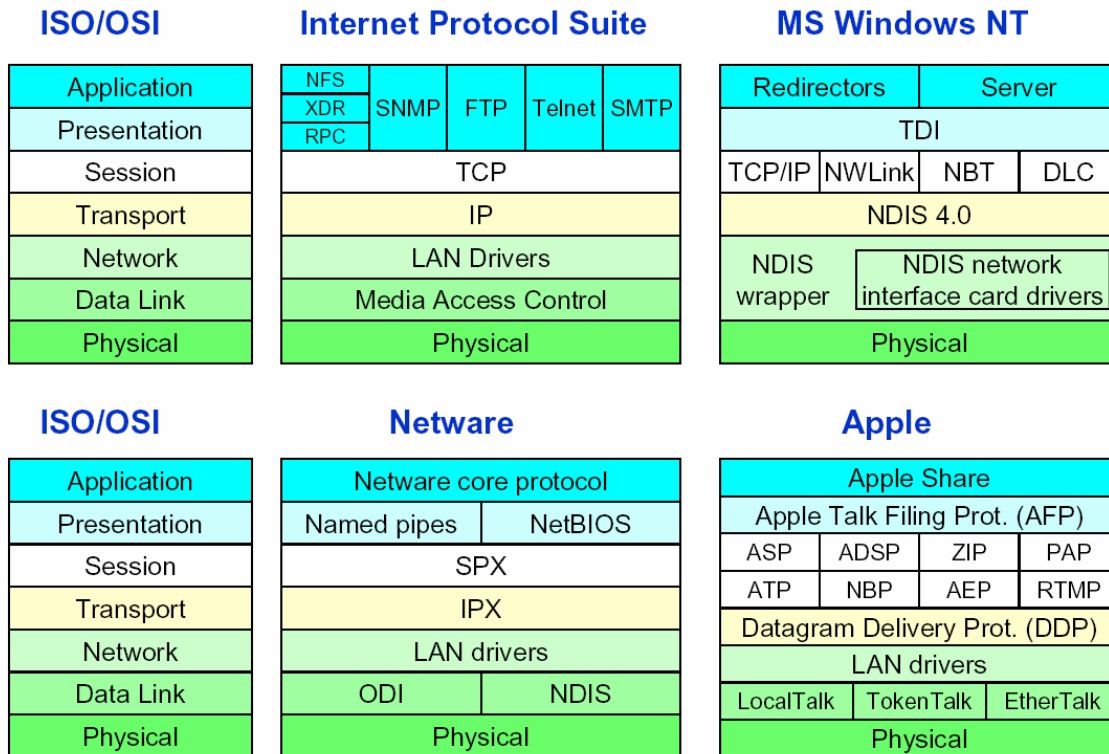 ISO/OSI
Application
Presentation
Session
Transport
Network
Data Link
Physical
Internet Protocol Suite
NFS
XDR
RPC
SNMP
FTP
Telnet
SMTP
TCP
IP
LAN Drivers
Media Access Control
Physical
MS Windows NT
Redirectors
Server
TDI
TCP/IP
NWLink
NBT
DLC
NDIS 4.0
NDIS
wrapper
NDIS network
interface card drivers
Physical
ISO/OSI
Application
Presentation
Session
Transport
Network
Data Link
Physical
Netware
Netware core protocol
Named pipes
NetBIOS
SPX
IPX
LAN drivers
ODI
NDIS
Physical
Apple
Apple Share
Apple Talk Filing Prot. (AFP)
ASP
ADSP
ZIP
PAP
ATP
NBP
AEP
RTMP
Datagram Delivery Prot. (DDP)
LAN drivers
LocalTalk
TokenTalk
EtherTalk
Physical